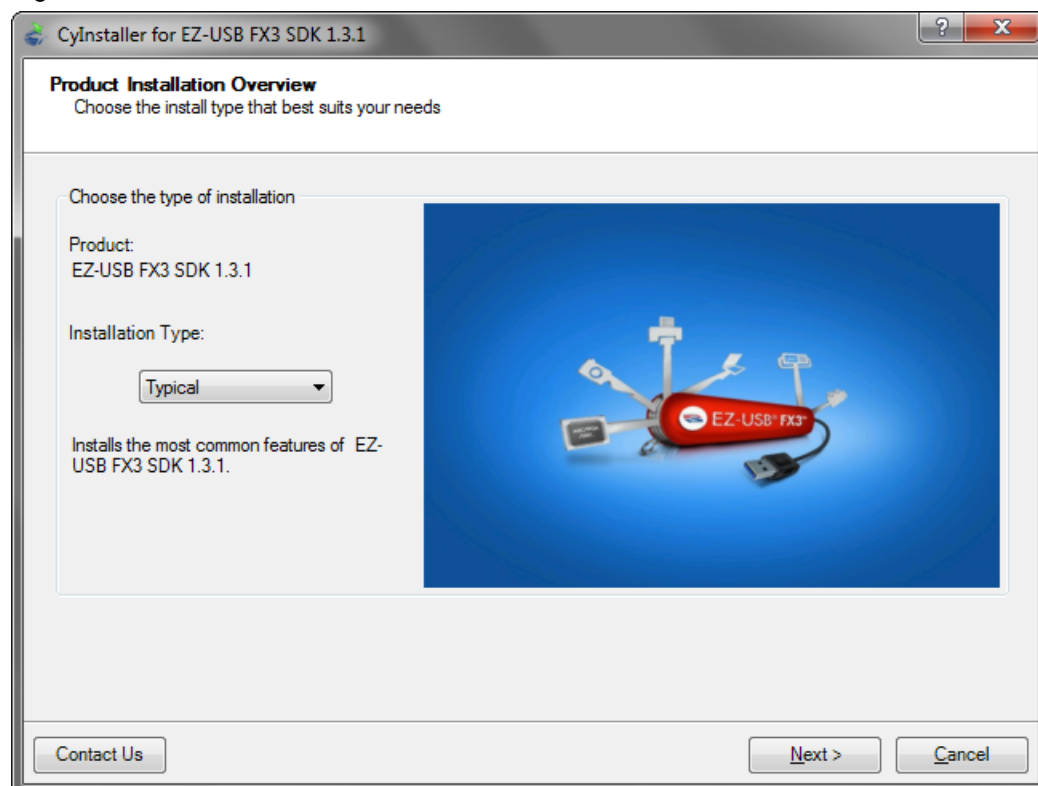 CyInstaller for EZ-USB FX3 SDK 1.3.1
?
X
Product Installation Overview
Choose the install type that best suits your needs
Choose the type of installation
Product:
EZ-USB FX3 SDK 1.3.1
Installation Type:
Typical
Installs the most common features of EZ-
USB FX3 SDK 1.3.1.
EZ-USB® FX3™
Contact Us
Next >
Cancel